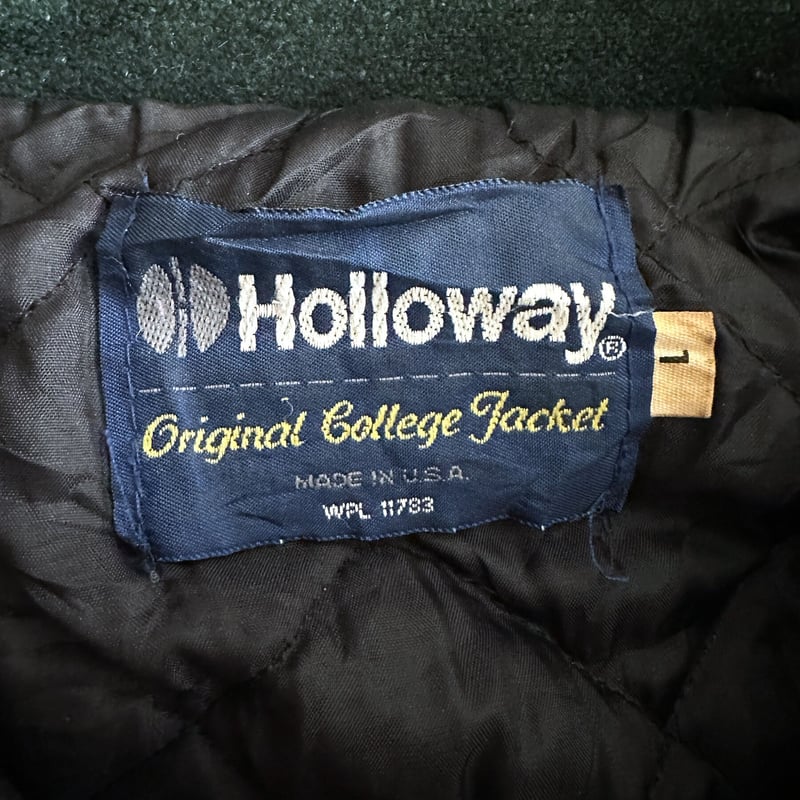 Holloway®
Original College Jacket
MADE IN U.S.A.
WPL 11783
L